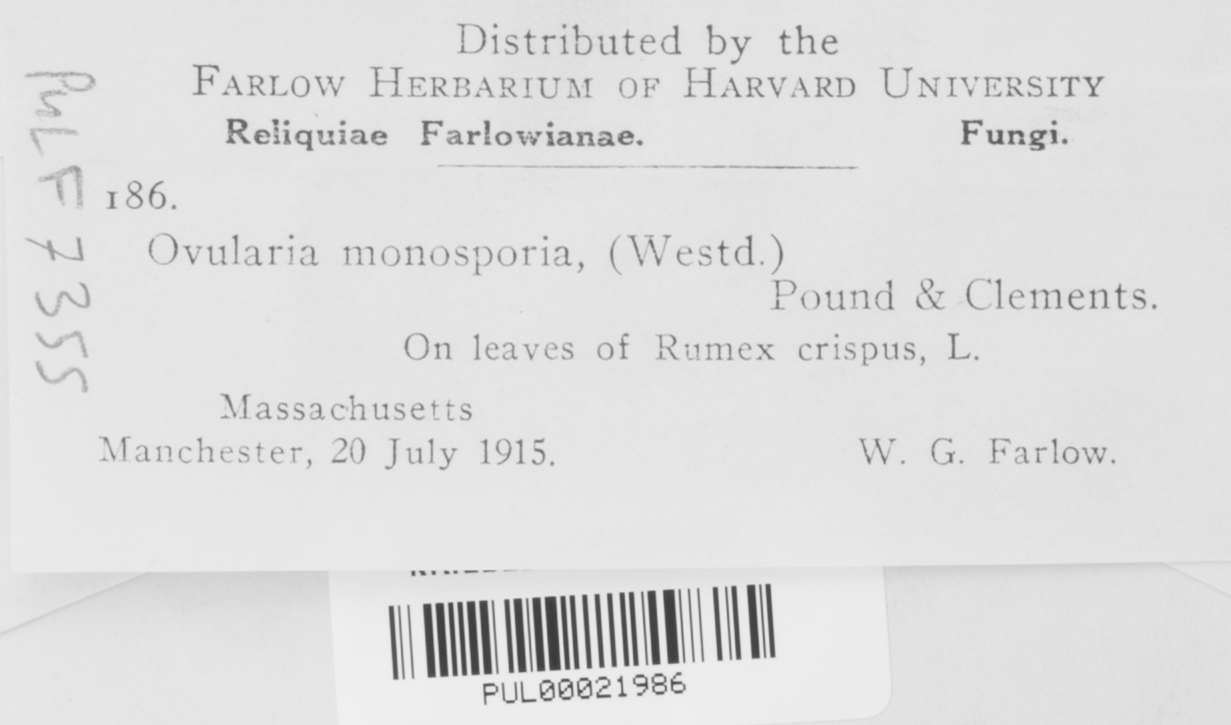 Distributed by the
FARLOW HERBARIUM OF HARVARD UNIVERSITY
Reliquiae Farlowianae. Fungi.
186.
Ovularia monosporia, (Westd.)
Pound & Clements.
On leaves of Rumex crispus, L.
Massachusetts
Manchester, 20 July 1915. W. G. Farlow.
PUL F 7355
PUL00021986